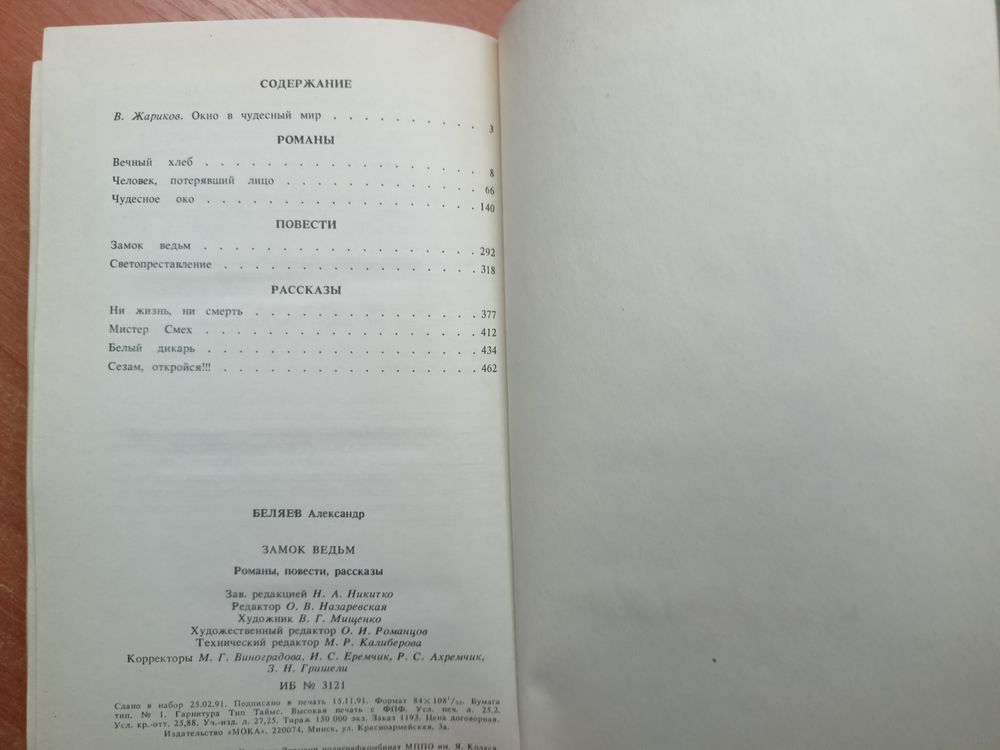 СОДЕРЖАНИЕ
В. Жариков. Окно в чудесный мир . . . . . . . . . . 3
РОМАНЫ
Вечный хлеб . . . . . . . . . . . . . . . . 8
Человек, потерявший лицо . . . . . . . . . . . 66
Чудесное око . . . . . . . . . . . . . . . . 140
ПОВЕСТИ
Замок ведьм . . . . . . . . . . . . . . . . 292
Светопреставление . . . . . . . . . . . . . . . 318
РАССКАЗЫ
Ни жизнь, ни смерть . . . . . . . . . . . . . 377
Мистер Смех . . . . . . . . . . . . . . . . 412
Белый дикарь . . . . . . . . . . . . . . . . 434
Сезам, откройся!!! . . . . . . . . . . . . . . . 462
БЕЛЯЕВ Александр
ЗАМОК ВЕДЬМ
Романы, повести, рассказы
Зав. редакцией Н. А. Никитко
Редактор О. В. Назаревская
Художник В. Г. Мищенко
Художественный редактор О. И. Романцов
Технический редактор М. Р. Калиберова
Корректоры М. Г. Виноградова, И. С. Еремчик, Р. С. Ахремчик,
З. Н. Гришели
ИБ № 3121
Сдано в набор 25.02.91. Подписано в печать 15.11.91. Формат 84×108¹/₃₂. Бумага
тип. № 1. Гарнитура Тип Таймс. Высокая печать с ФПФ. Усл. печ. л. 25,2.
Усл. кр.-отт. 25,88. Уч.-изд. л. 27,25. Тираж 150 000 экз. Заказ 1193. Цена договорная.
Издательство «МОКА». 220074, Минск, ул. Красноармейская, 3а.
полиграфкомбинат МППО им. Я. Коласа